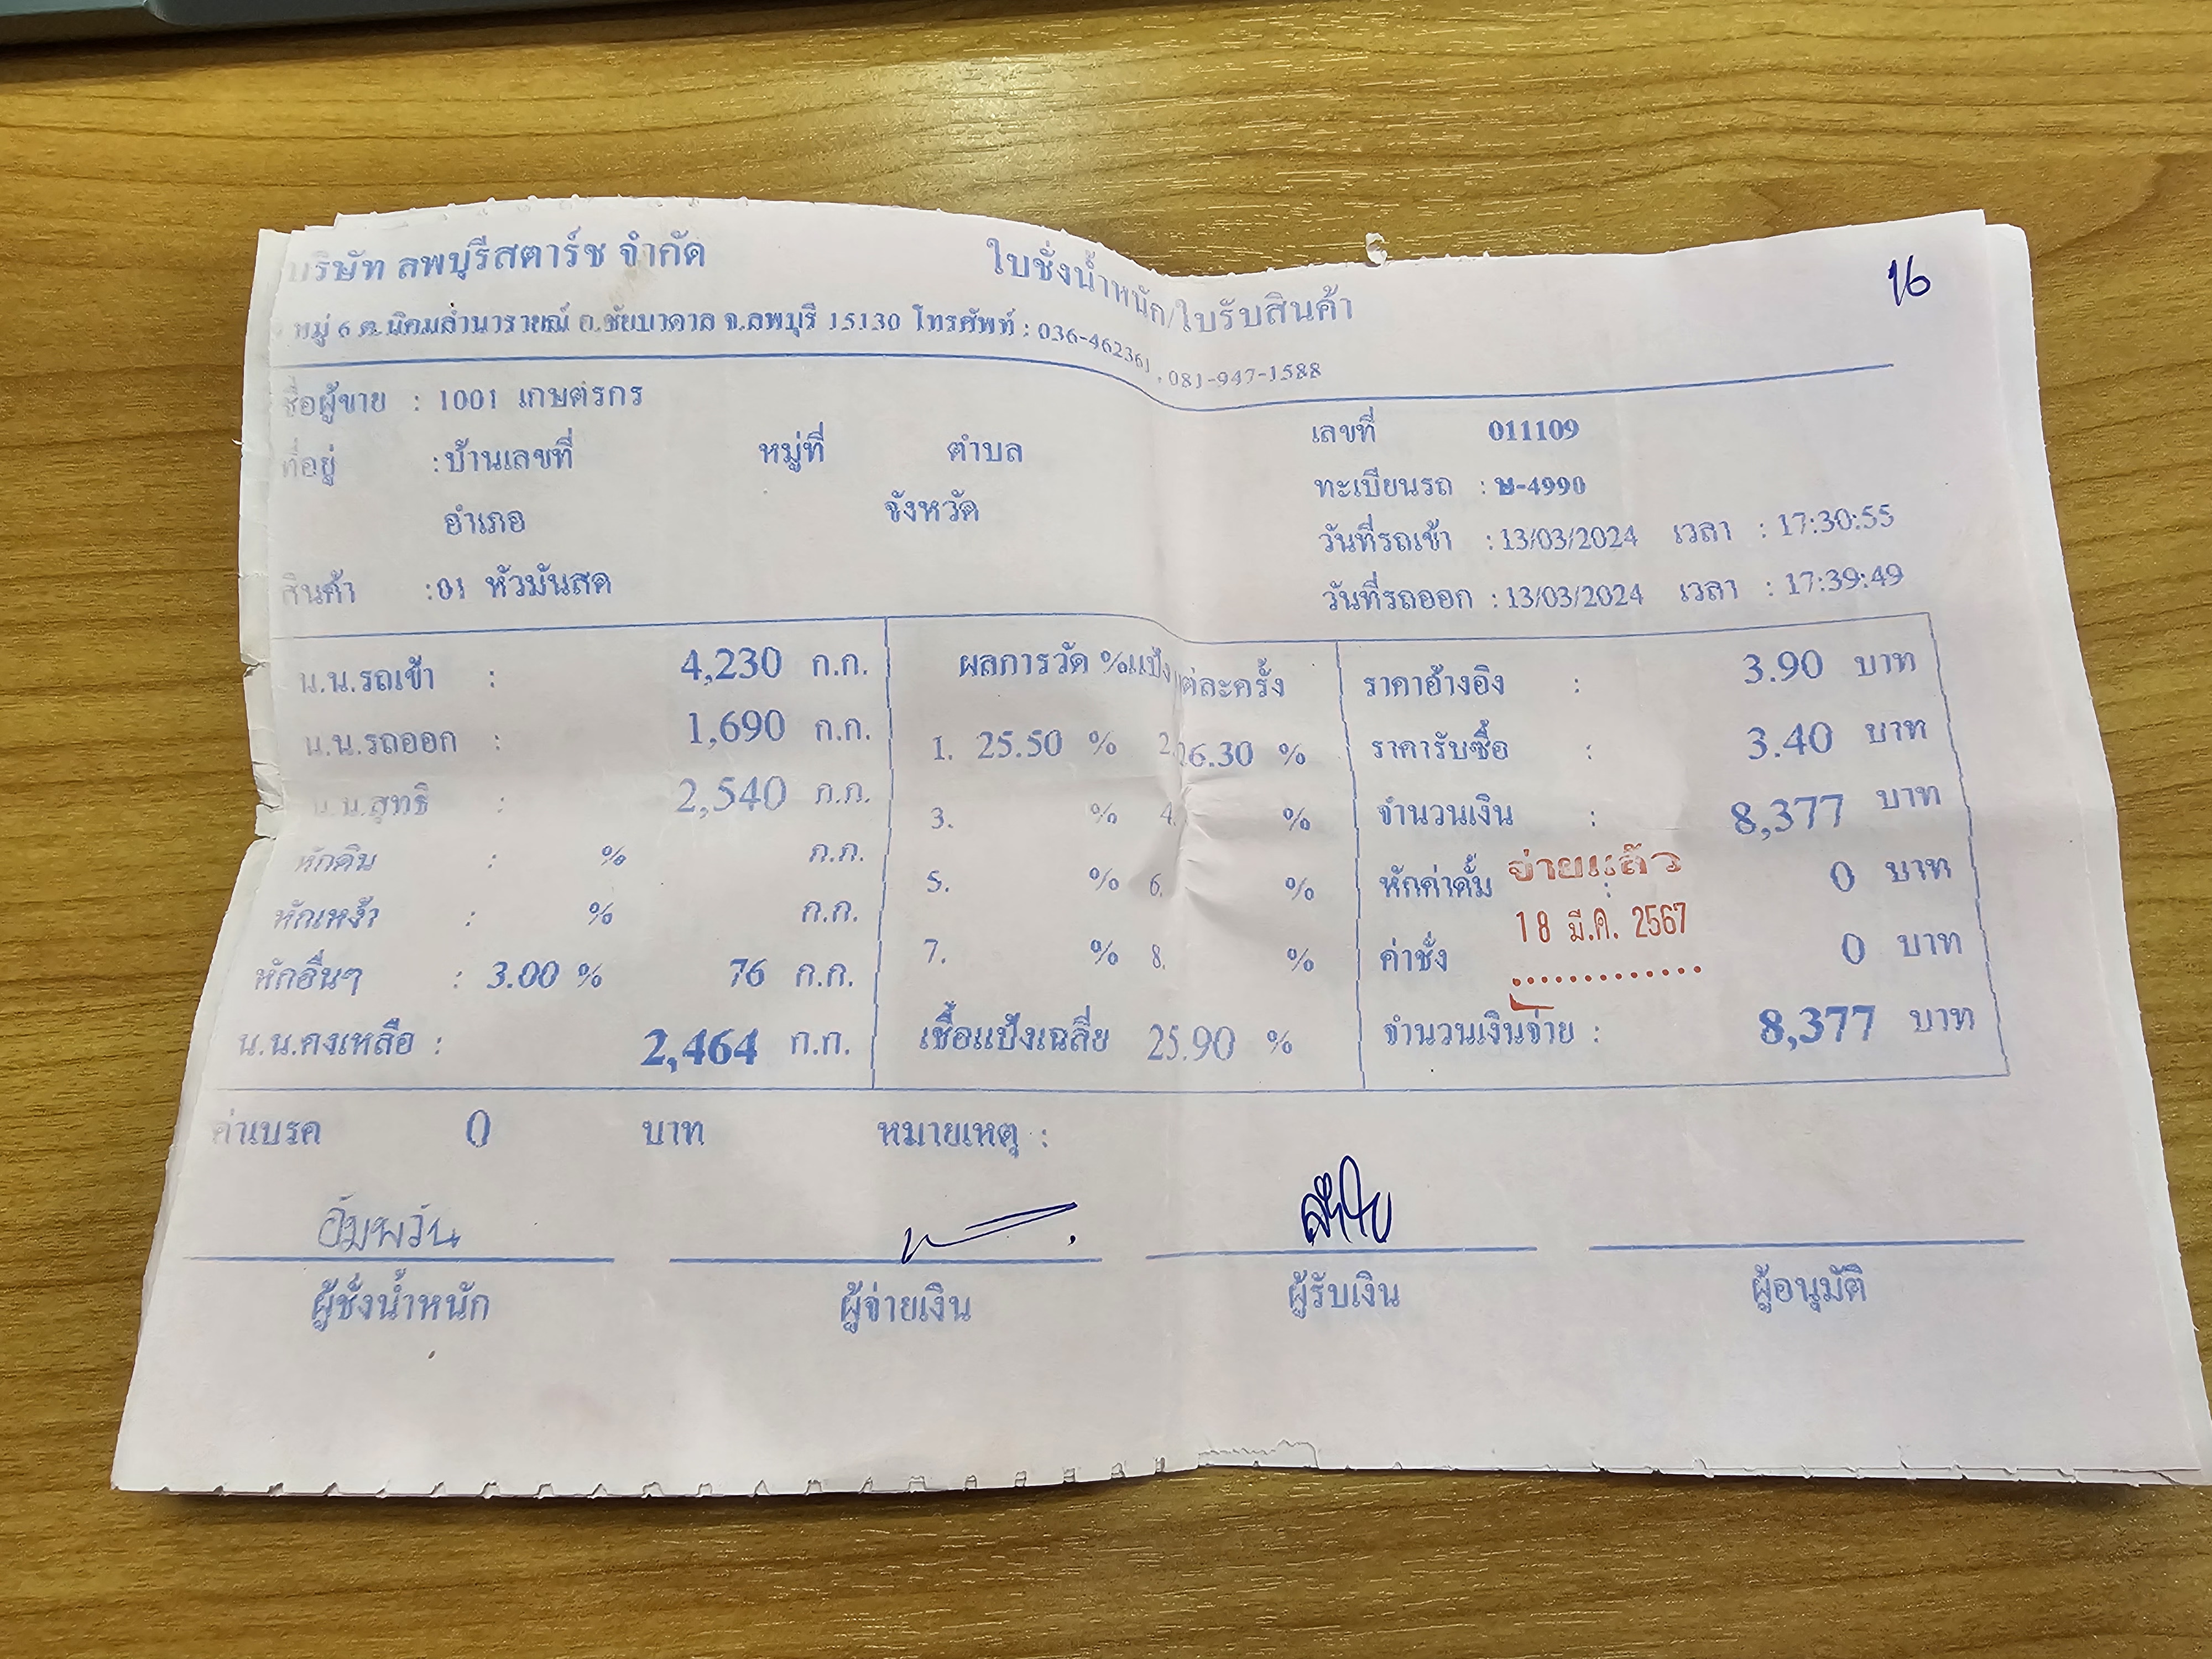 บริษัท ลพบุรีสตาร์ช จำกัด ใบชั่งน้ำหนัก/ใบรับสินค้า 16
หมู่ 6 ต.นิคมลำนารายณ์ อ.ชัยบาดาล จ.ลพบุรี 15130 โทรศัพท์ : 036-462361 , 081-947-1588
ชื่อผู้ขาย : 1001 เกษตรกร
เลขที่ 011109
ที่อยู่ : บ้านเลขที่ หมู่ที่ ตำบล
ทะเบียนรถ : ษ-4990
อำเภอ จังหวัด
วันที่รถเข้า : 13/03/2024 เวลา : 17:30:55
สินค้า : 01 หัวมันสด
วันที่รถออก : 13/03/2024 เวลา : 17:39:49
น.น.รถเข้า : 4,230 ก.ก. ผลการวัด %แป้งแต่ละครั้ง ราคาอ้างอิง : 3.90 บาท
น.น.รถออก : 1,690 ก.ก. 1. 25.50 % 2. 26.30 % ราคารับซื้อ : 3.40 บาท
น.น.สุทธิ : 2,540 ก.ก. 3. % 4. % จำนวนเงิน : 8,377 บาท
หักดิน : % ก.ก. 5. % 6. % หักค่าดั้ม : 0 บาท
จ่ายแล้ว
หักเหง้า : % ก.ก. 7. % 8. % ค่าชั่ง 0 บาท
18 มี.ค. 2567
หักอื่นๆ : 3.00 % 76 ก.ก.
น.น.คงเหลือ : 2,464 ก.ก. เชื้อแป้งเฉลี่ย 25.90 % จำนวนเงินจ่าย : 8,377 บาท
ค่าเบรค 0 บาท หมายเหตุ :
อัมพวัน
ผู้ชั่งน้ำหนัก ผู้จ่ายเงิน ผู้รับเงิน ผู้อนุมัติ